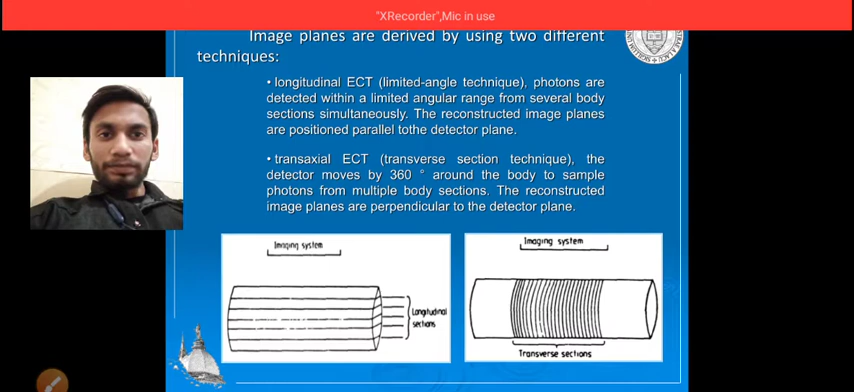 "XRecorder",Mic in use
Image planes are derived by using two different
techniques:
• longitudinal ECT (limited-angle technique), photons are
detected within a limited angular range from several body
sections simultaneously. The reconstructed image planes
are positioned parallel tothe detector plane.
• transaxial ECT (transverse section technique), the
detector moves by 360 ° around the body to sample
photons from multiple body sections. The reconstructed
image planes are perpendicular to the detector plane.
Imaging system
Longitudinal
sections
Imaging system
Transverse sections